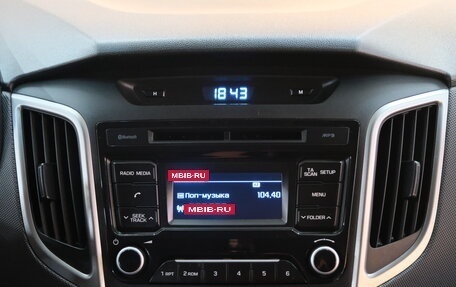 H 18:43 M
Bluetooth MP3
RADIO MEDIA MBIB-RU TA SCAN SETUP
Поп-музыка 104,40
MENU
SEEK TRACK MBIB-RU FOLDER
1 RPT 2 RDM 3 4 5 6